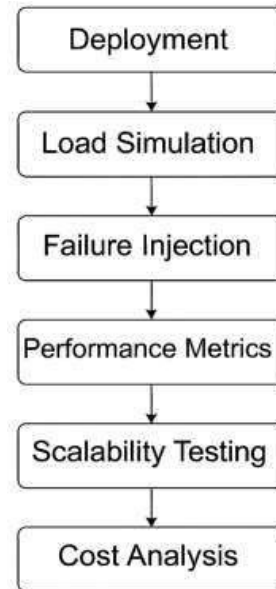 Deployment
Load Simulation
Failure Injection
Performance Metrics
Scalability Testing
Cost Analysis